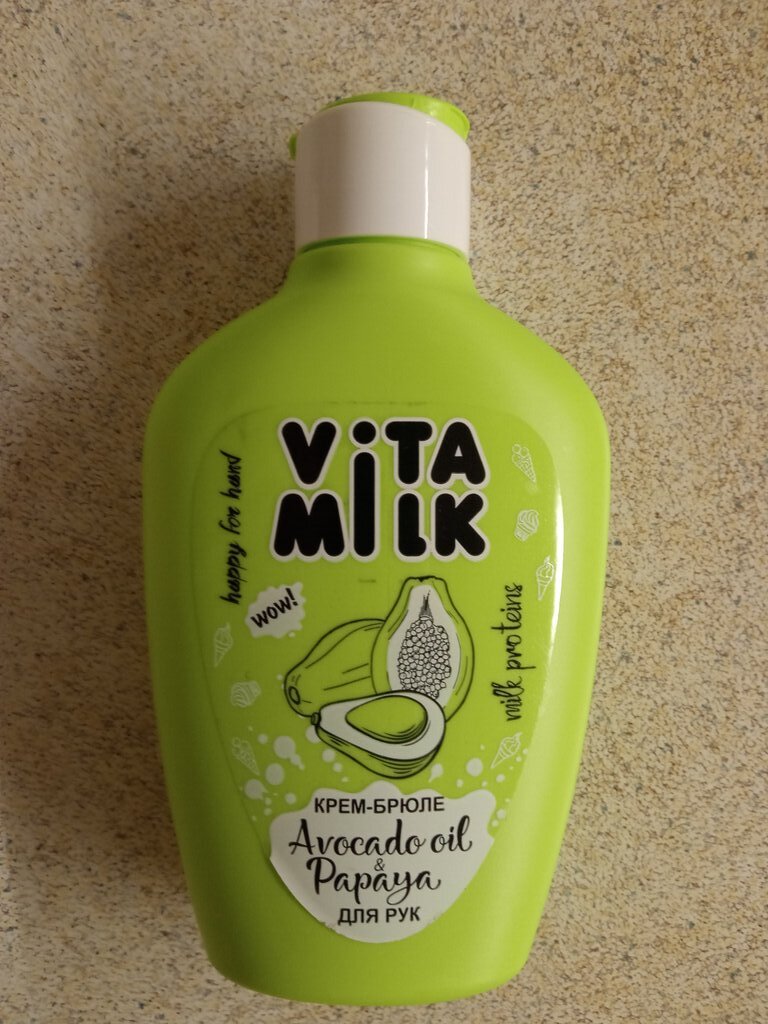 ViTA
MiLK
happy for hand
wow!
milk proteins
КРЕМ-БРЮЛЕ
Avocado oil
&
Papaya
ДЛЯ РУК